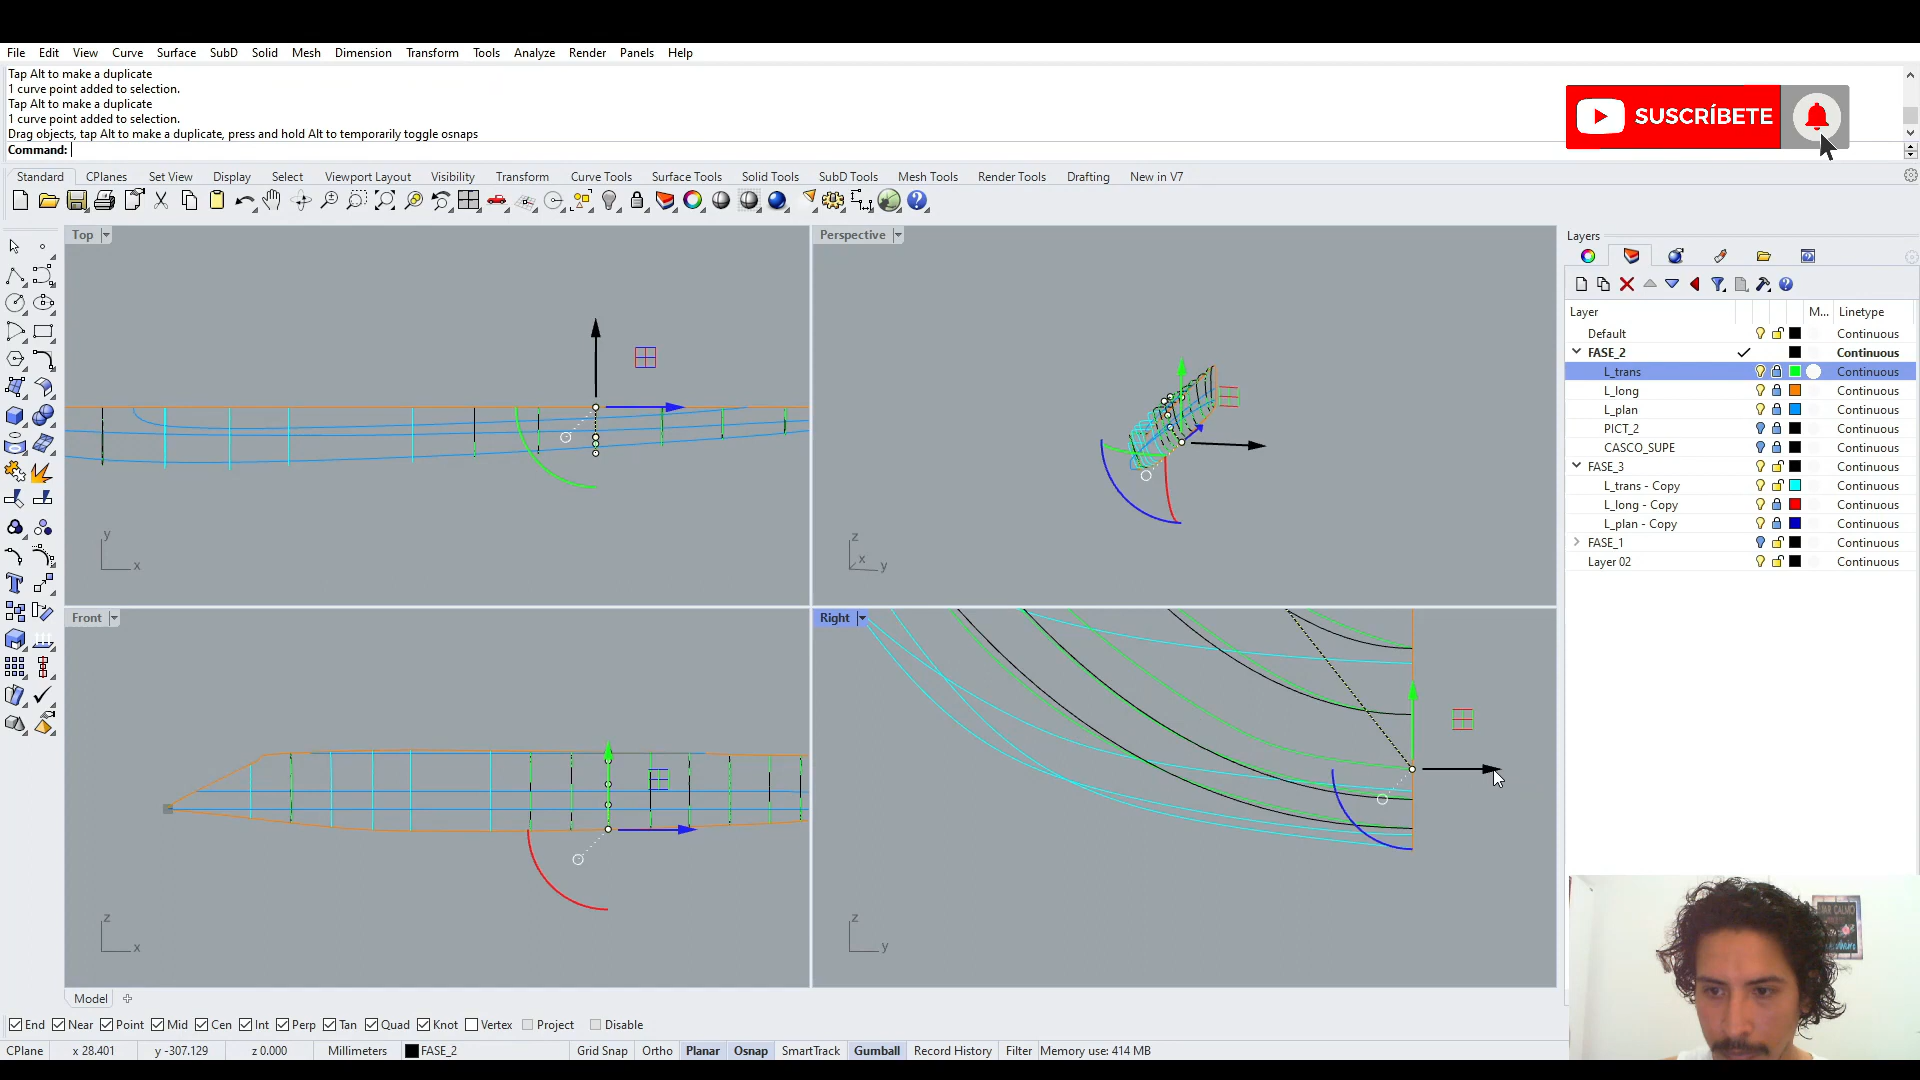 File Edit View Curve Surface SubD Solid Mesh Dimension Transform Tools Analyze Render Panels Help
Tap Alt to make a duplicate
1 curve point added to selection.
Tap Alt to make a duplicate
1 curve point added to selection.
Drag objects, tap Alt to make a duplicate, press and hold Alt to temporarily toggle osnaps
Command:
SUSCRÍBETE
Standard CPlanes Set View Display Select Viewport Layout Visibility Transform Curve Tools Surface Tools Solid Tools SubD Tools Mesh Tools Render Tools Drafting New in V7
Top
Perspective
Layers
Layer M... Linetype
Default Continuous
FASE_2 Continuous
L_trans Continuous
L_long Continuous
L_plan Continuous
PICT_2 Continuous
CASCO_SUPE Continuous
FASE_3 Continuous
L_trans - Copy Continuous
L_long - Copy Continuous
L_plan - Copy Continuous
FASE_1 Continuous
Layer 02 Continuous
y
x
z
x
y
Front
Right
z
x
z
y
Model
End Near Point Mid Cen Int Perp Tan Quad Knot Vertex Project Disable
CPlane x 28.401 y -307.129 z 0.000 Millimeters FASE_2 Grid Snap Ortho Planar Osnap SmartTrack Gumball Record History Filter Memory use: 414 MB